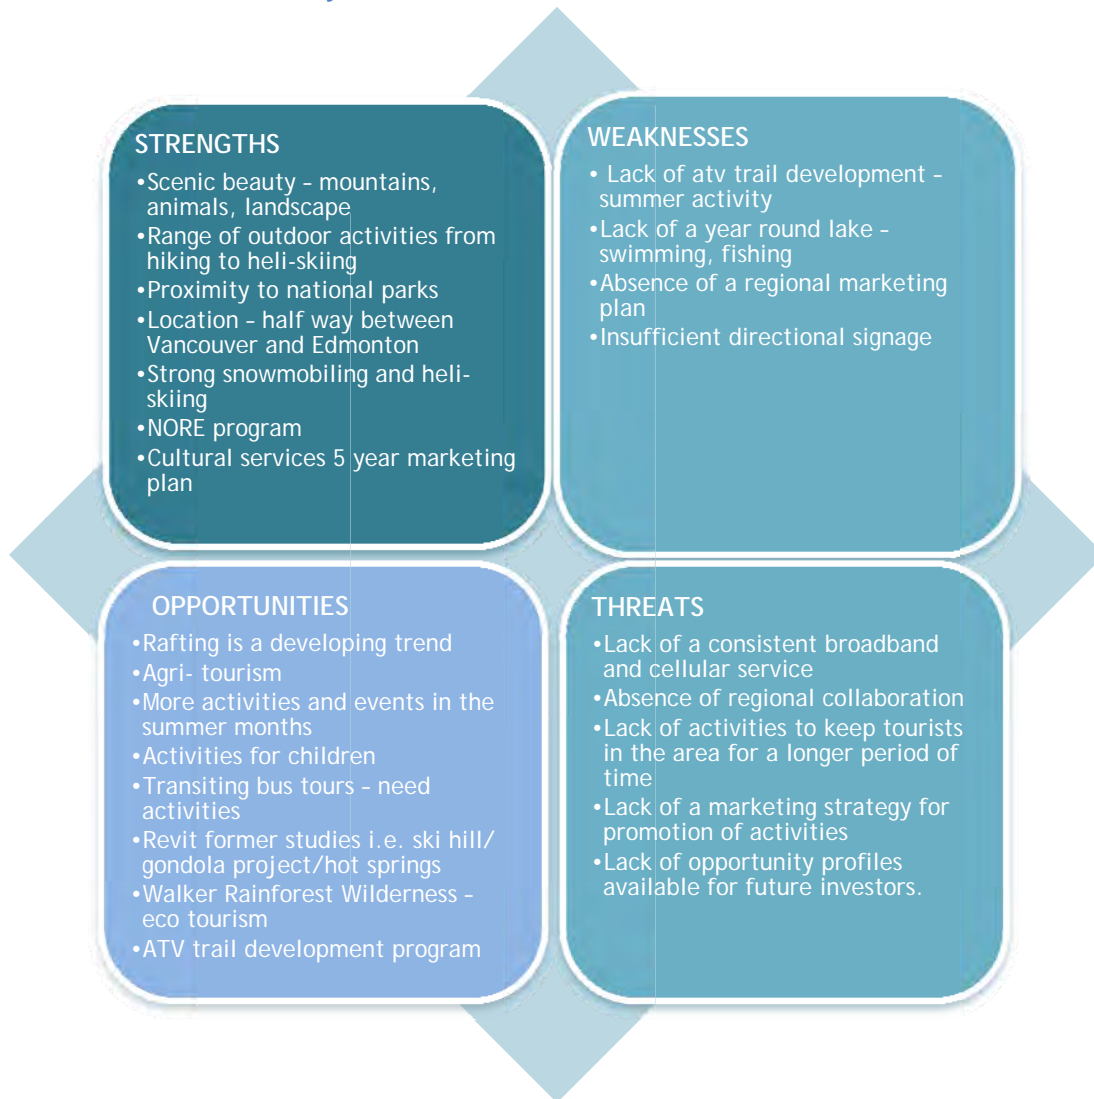 STRENGTHS
•Scenic beauty – mountains,
animals, landscape
•Range of outdoor activities from
hiking to heli-skiing
•Proximity to national parks
•Location – half way between
Vancouver and Edmonton
•Strong snowmobiling and heli-
skiing
•NORE program
•Cultural services 5 year marketing
plan
WEAKNESSES
• Lack of atv trail development –
summer activity
•Lack of a year round lake –
swimming, fishing
•Absence of a regional marketing
plan
•Insufficient directional signage
OPPORTUNITIES
•Rafting is a developing trend
•Agri- tourism
•More activities and events in the
summer months
•Activities for children
•Transiting bus tours – need
activities
•Revit former studies i.e. ski hill/
gondola project/hot springs
•Walker Rainforest Wilderness –
eco tourism
•ATV trail development program
THREATS
•Lack of a consistent broadband
and cellular service
•Absence of regional collaboration
•Lack of activities to keep tourists
in the area for a longer period of
time
•Lack of a marketing strategy for
promotion of activities
•Lack of opportunity profiles
available for future investors.